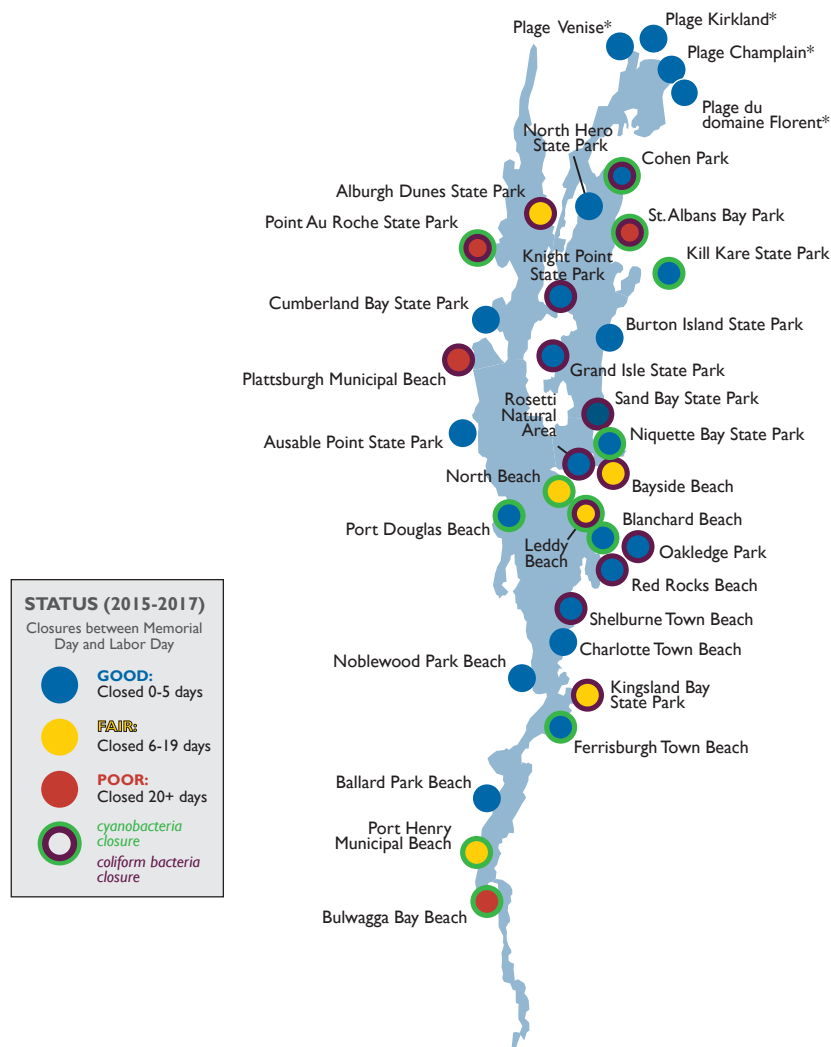 Plage Kirkland*
Plage Venise*
Plage Champlain*
Plage du
domaine Florent*
North Hero
State Park
Cohen Park
Alburgh Dunes State Park
St. Albans Bay Park
Point Au Roche State Park
Kill Kare State Park
Knight Point
State Park
Cumberland Bay State Park
Burton Island State Park
Grand Isle State Park
Plattsburgh Municipal Beach
Sand Bay State Park
Rosetti
Natural
Area
Niquette Bay State Park
Ausable Point State Park
North Beach
Bayside Beach
Port Douglas Beach
Blanchard Beach
Leddy
Beach
Oakledge Park
Red Rocks Beach
Shelburne Town Beach
Charlotte Town Beach
Noblewood Park Beach
Kingsland Bay
State Park
Ferrisburgh Town Beach
Ballard Park Beach
Port Henry
Municipal Beach
Bulwagga Bay Beach
STATUS (2015-2017)
Closures between Memorial
Day and Labor Day
GOOD:
Closed 0-5 days
FAIR:
Closed 6-19 days
POOR:
Closed 20+ days
cyanobacteria
closure
coliform bacteria
closure